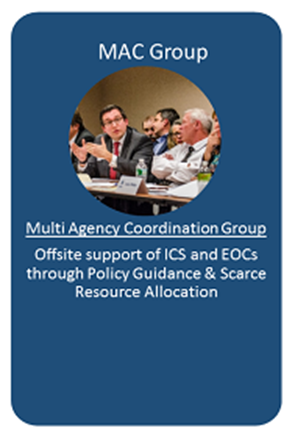 MAC Group
Multi Agency Coordination Group
Offsite support of ICS and EOCs
through Policy Guidance & Scarce
Resource Allocation